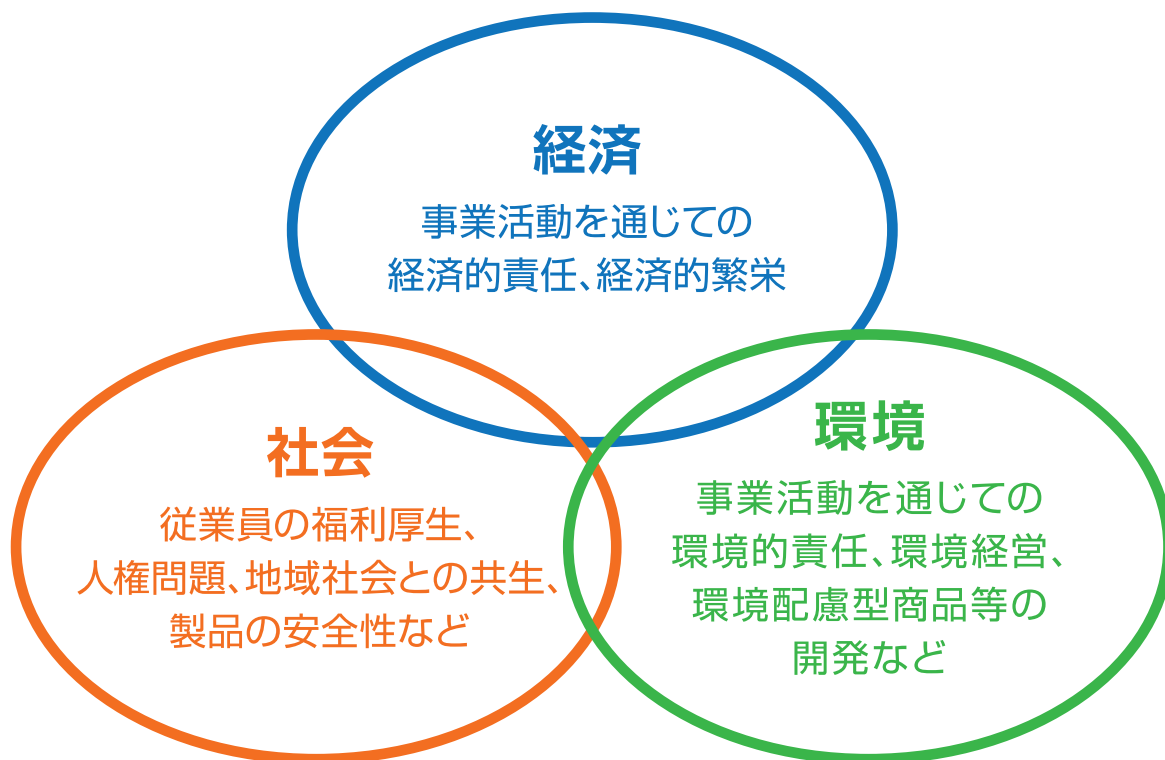 経済
事業活動を通じての
経済的責任、経済的繁栄
社会
従業員の福利厚生、
人権問題、地域社会との共生、
製品の安全性など
環境
事業活動を通じての
環境的責任、環境経営、
環境配慮型商品等の
開発など